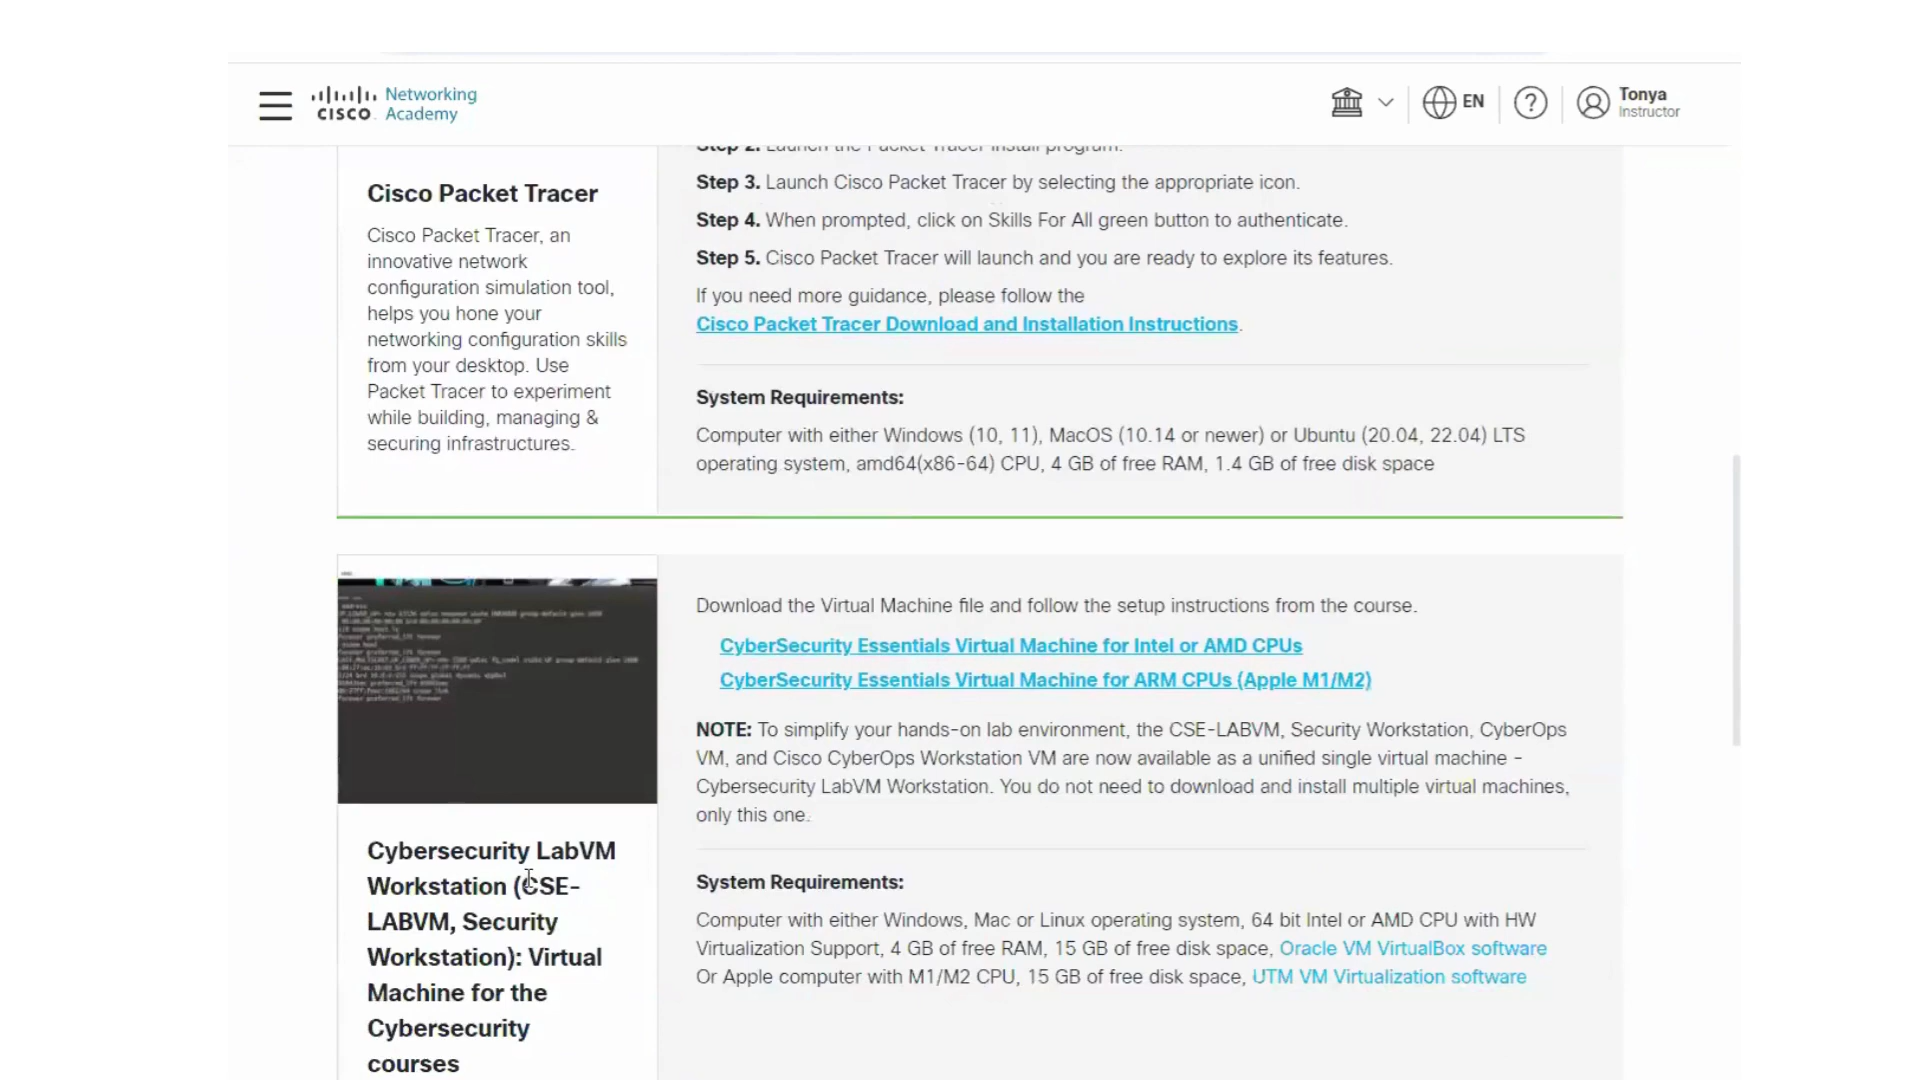 Networking
CISCO Academy
EN
Tonya
Instructor
Step 2. Launch the Packet Tracer install program.
Cisco Packet Tracer
Cisco Packet Tracer, an
innovative network
configuration simulation tool,
helps you hone your
networking configuration skills
from your desktop. Use
Packet Tracer to experiment
while building, managing &
securing infrastructures.
Step 3. Launch Cisco Packet Tracer by selecting the appropriate icon.
Step 4. When prompted, click on Skills For All green button to authenticate.
Step 5. Cisco Packet Tracer will launch and you are ready to explore its features.
If you need more guidance, please follow the
Cisco Packet Tracer Download and Installation Instructions.
System Requirements:
Computer with either Windows (10, 11), MacOS (10.14 or newer) or Ubuntu (20.04, 22.04) LTS
operating system, amd64(x86-64) CPU, 4 GB of free RAM, 1.4 GB of free disk space
Cybersecurity LabVM
Workstation (CSE-
LABVM, Security
Workstation): Virtual
Machine for the
Cybersecurity
courses
Download the Virtual Machine file and follow the setup instructions from the course.
CyberSecurity Essentials Virtual Machine for Intel or AMD CPUs
CyberSecurity Essentials Virtual Machine for ARM CPUs (Apple M1/M2)
NOTE: To simplify your hands-on lab environment, the CSE-LABVM, Security Workstation, CyberOps
VM, and Cisco CyberOps Workstation VM are now available as a unified single virtual machine -
Cybersecurity LabVM Workstation. You do not need to download and install multiple virtual machines,
only this one.
System Requirements:
Computer with either Windows, Mac or Linux operating system, 64 bit Intel or AMD CPU with HW
Virtualization Support, 4 GB of free RAM, 15 GB of free disk space, Oracle VM VirtualBox software
Or Apple computer with M1/M2 CPU, 15 GB of free disk space, UTM VM Virtualization software